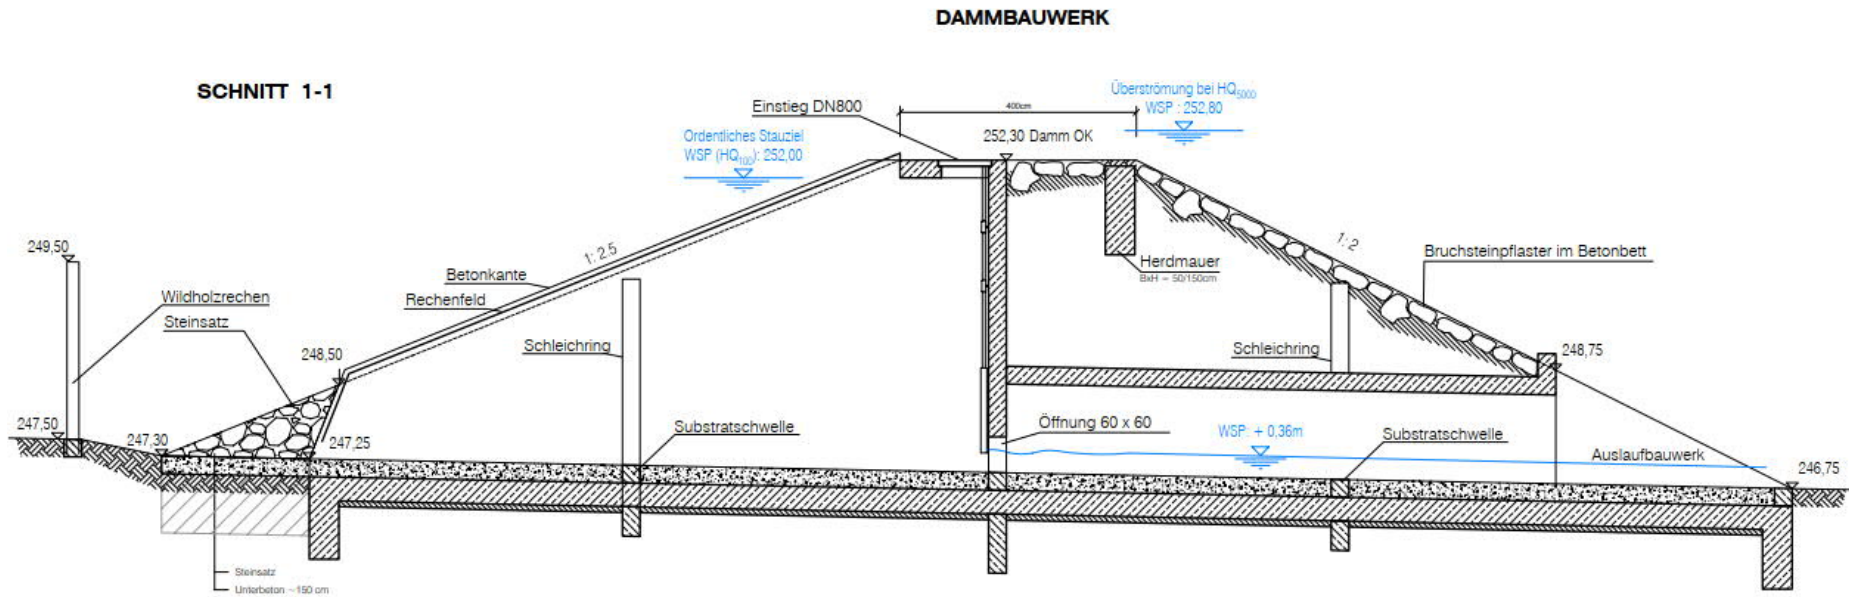 DAMMBAUWERK
SCHNITT 1-1
Überströmung bei HQ5000
WSP : 252,80
Einstieg DN800
400cm
Ordentliches Stauziel
WSP (HQ100): 252,00
252,30 Damm OK
1: 2.5
1: 2
249,50
Bruchsteinpflaster im Betonbett
Herdmauer
BxH = 50/150cm
Betonkante
Rechenfeld
Wildholzrechen
Steinsatz
Schleichring
Schleichring
248,50
248,75
247,50
247,30
247,25
Substratschwelle
Öffnung 60 x 60
WSP: + 0,36m
Substratschwelle
Auslaufbauwerk
246,75
Steinsatz
Unterbeton ~150 cm